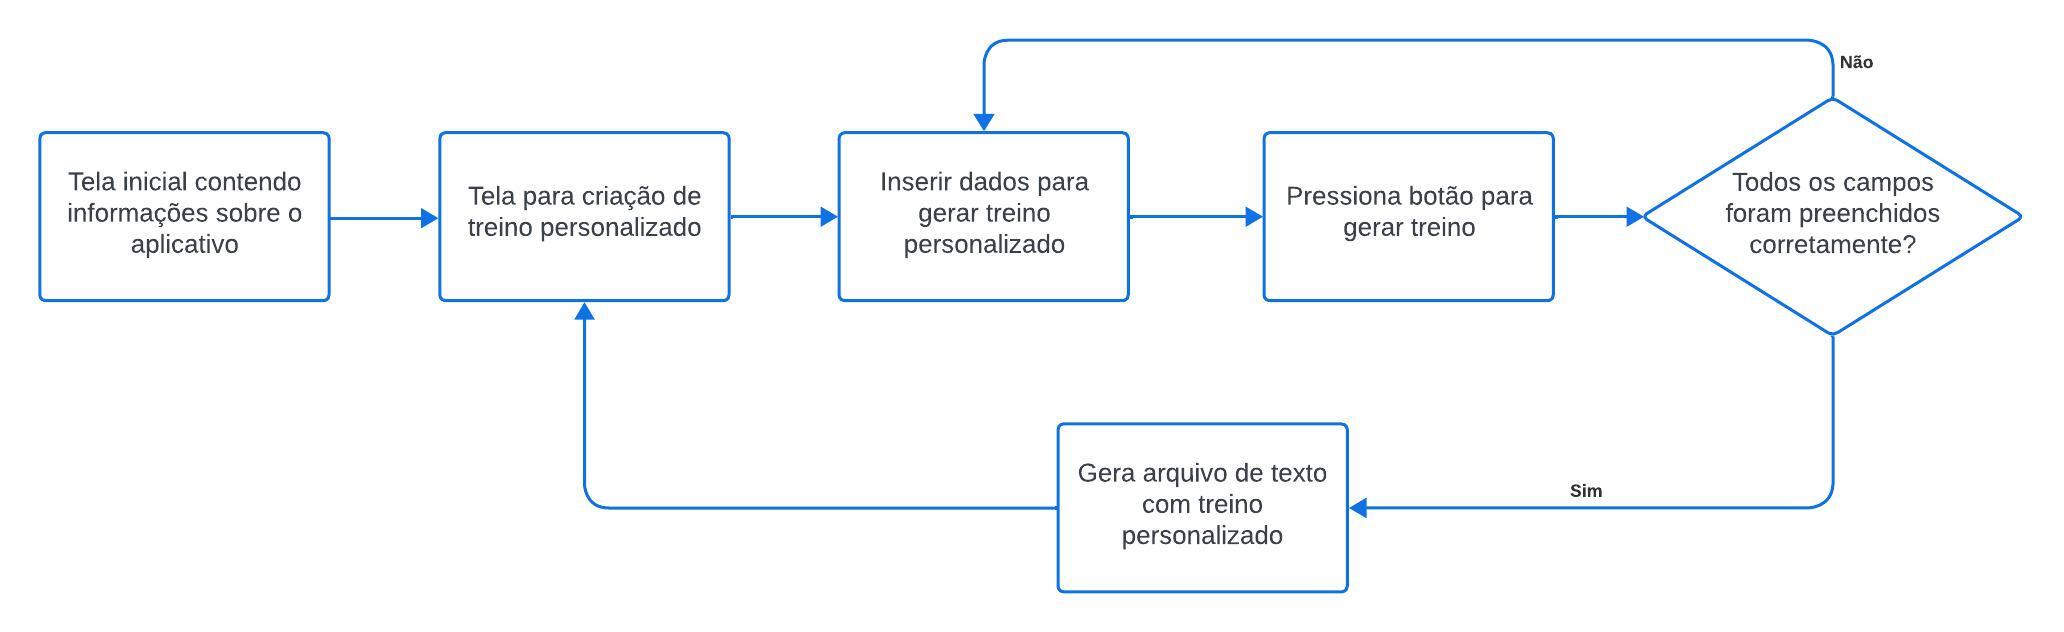 Não
Tela inicial contendo
informações sobre o
aplicativo
Tela para criação de
treino personalizado
Inserir dados para
gerar treino
personalizado
Pressiona botão para
gerar treino
Todos os campos
foram preenchidos
corretamente?
Gera arquivo de texto
com treino
personalizado
Sim